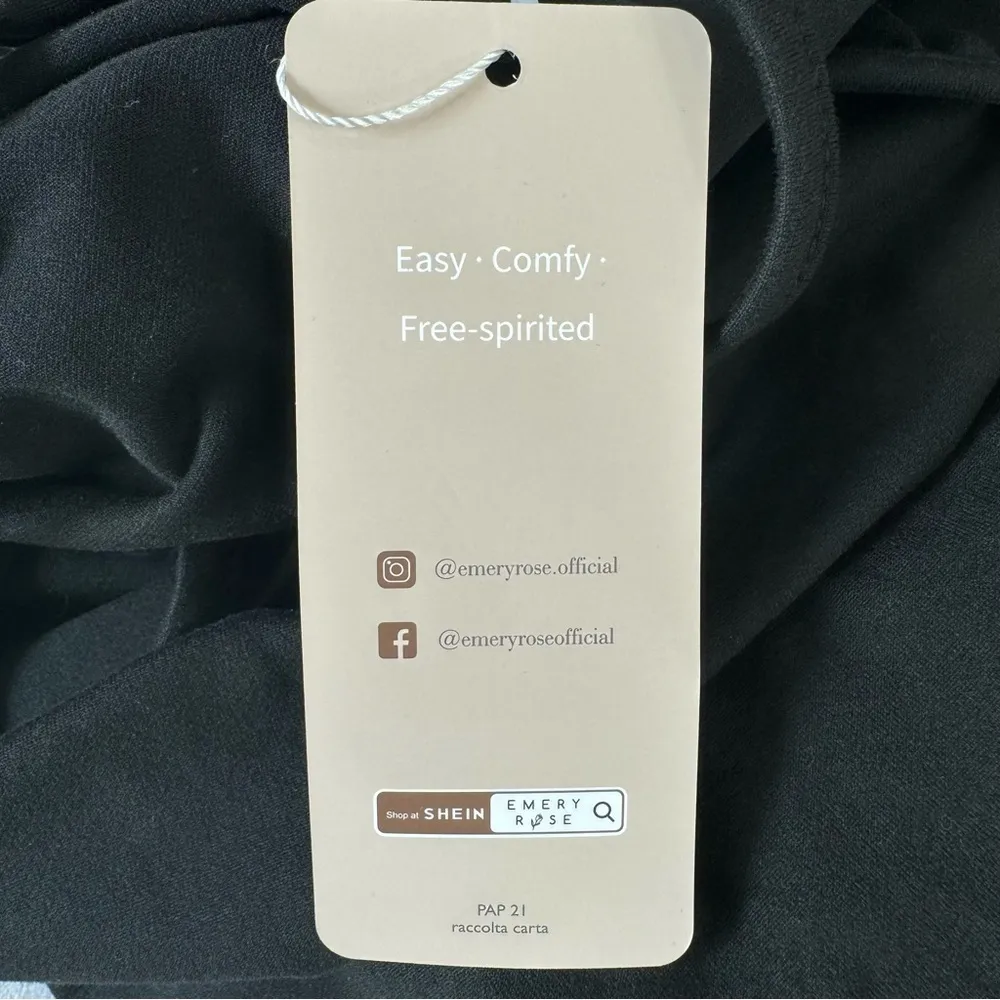 Easy · Comfy ·
Free-spirited
@emeryrose.official
@emeryroseofficial
Shop at SHEIN EMERY
ROSE
PAP 21
raccolta carta